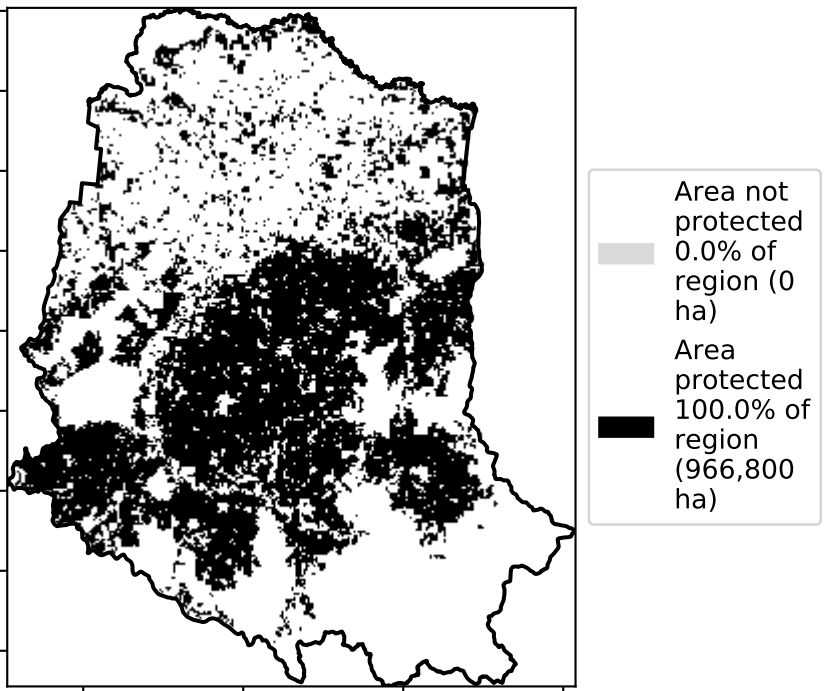 Area not
protected
0.0% of
region (0
ha)
Area
protected
100.0% of
region
(966,800
ha)